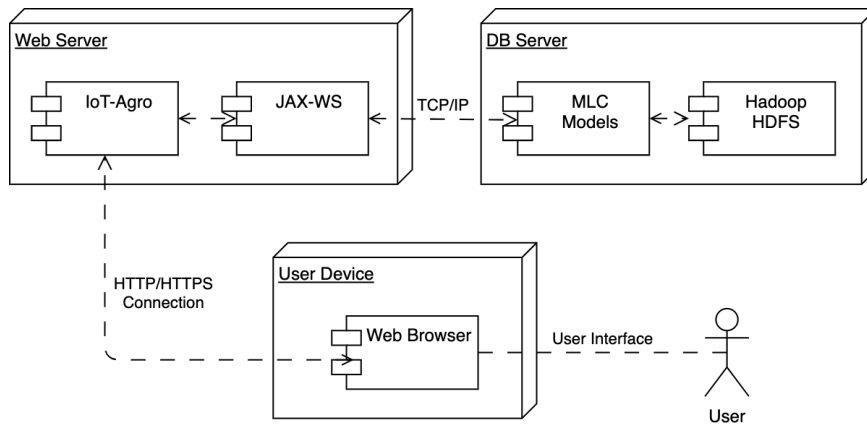 Web Server
DB Server
IoT-Agro
JAX-WS
TCP/IP
MLC
Models
Hadoop
HDFS
HTTP/HTTPS
Connection
User Device
Web Browser
User Interface
User